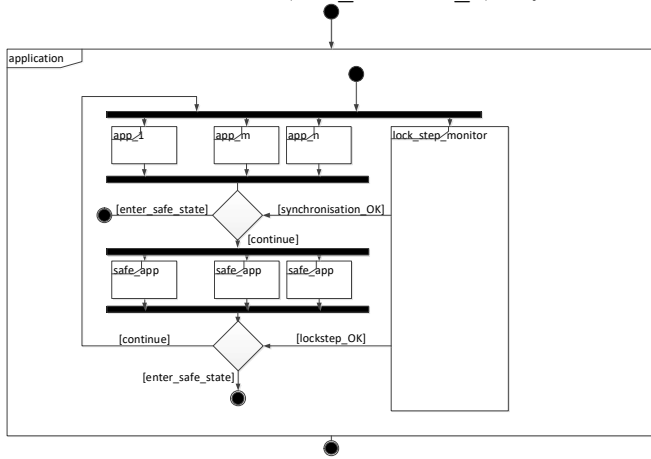 application
app_1
app_m
app_n
lock_step_monitor
[enter_safe_state]
[synchronisation_OK]
[continue]
safe_app
safe_app
safe_app
[continue]
[lockstep_OK]
[enter_safe_state]